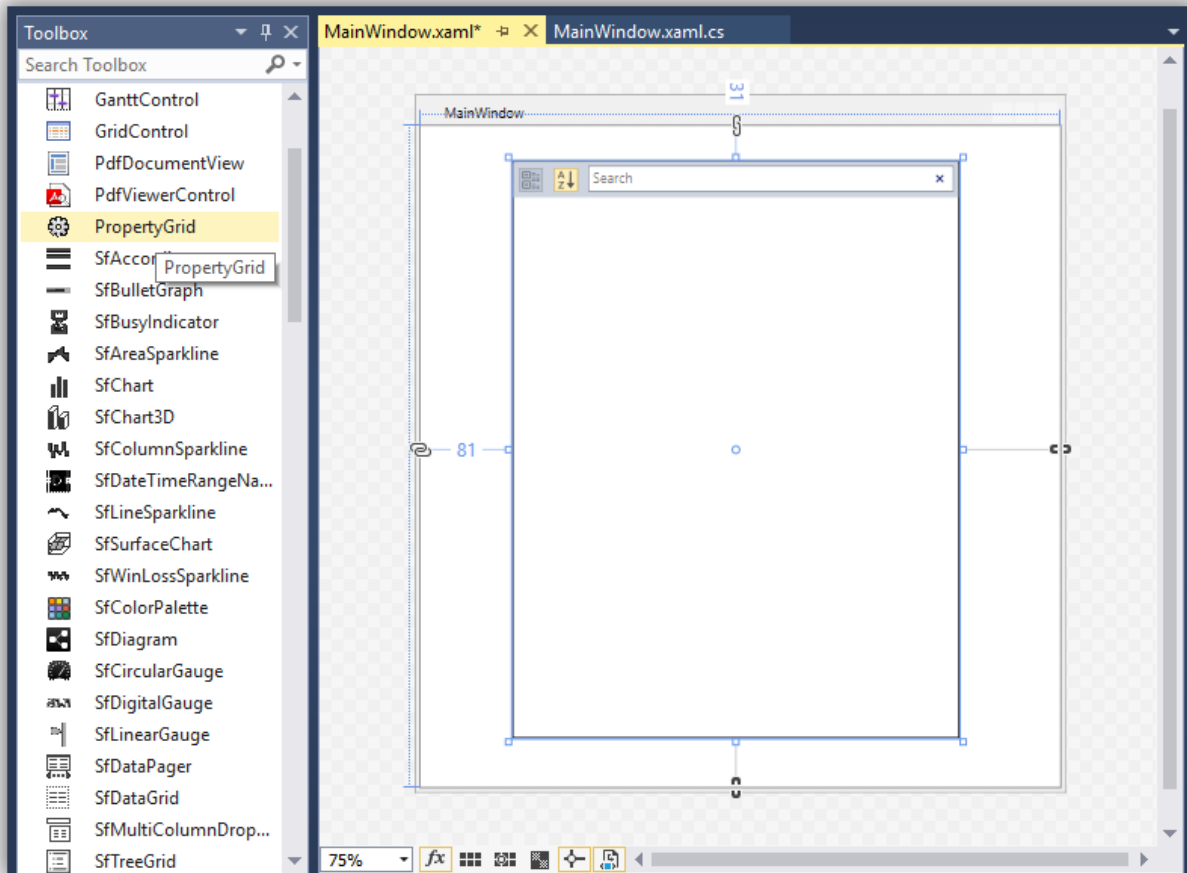 Toolbox
Search Toolbox
GanttControl
GridControl
PdfDocumentView
PdfViewerControl
PropertyGrid
PropertyGrid
SfBulletGraph
SfBusyIndicator
SfAreaSparkline
SfChart
SfChart3D
SfColumnSparkline
SfDateTimeRangeNa...
SfLineSparkline
SfSurfaceChart
SfWinLossSparkline
SfColorPalette
SfDiagram
SfCircularGauge
SfDigitalGauge
SfLinearGauge
SfDataPager
SfDataGrid
SfMultiColumnDrop...
SfTreeGrid
MainWindow.xaml* MainWindow.xaml.cs
31
MainWindow
Search
81
75% fx